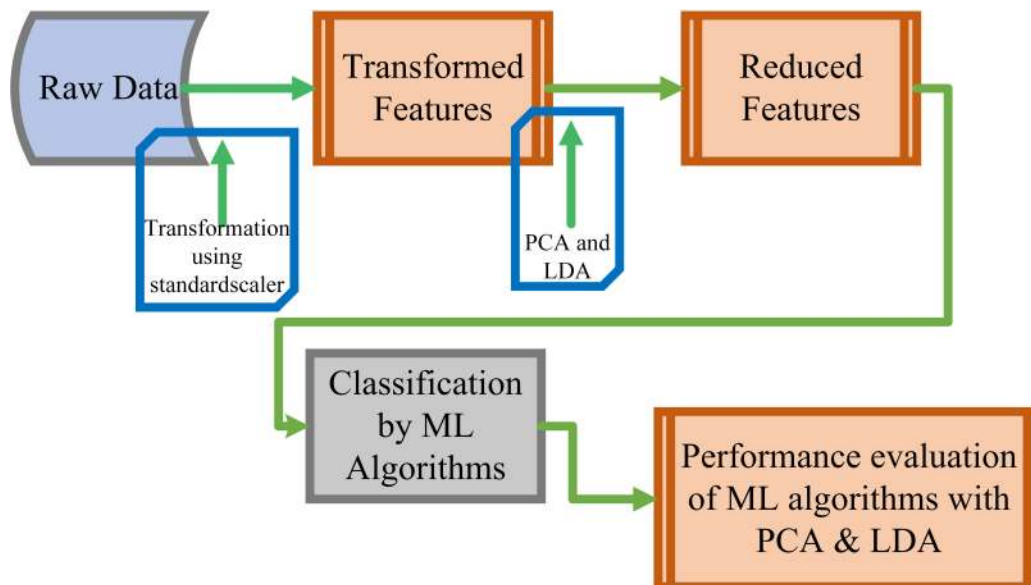 Raw Data
Transformed
Features
Reduced
Features
Transformation
using
standardscaler
PCA and
LDA
Classification
by ML
Algorithms
Performance evaluation
of ML algorithms with
PCA & LDA